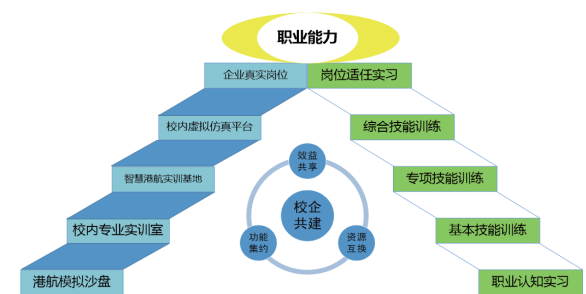 职业能力
企业真实岗位 岗位适任实习
校内虚拟仿真平台 综合技能训练
效益
共享
智慧港航实训基地 专项技能训练
校企
共建
校内专业实训室 基本技能训练
功能
集约
资源
互换
港航模拟沙盘 职业认知实习